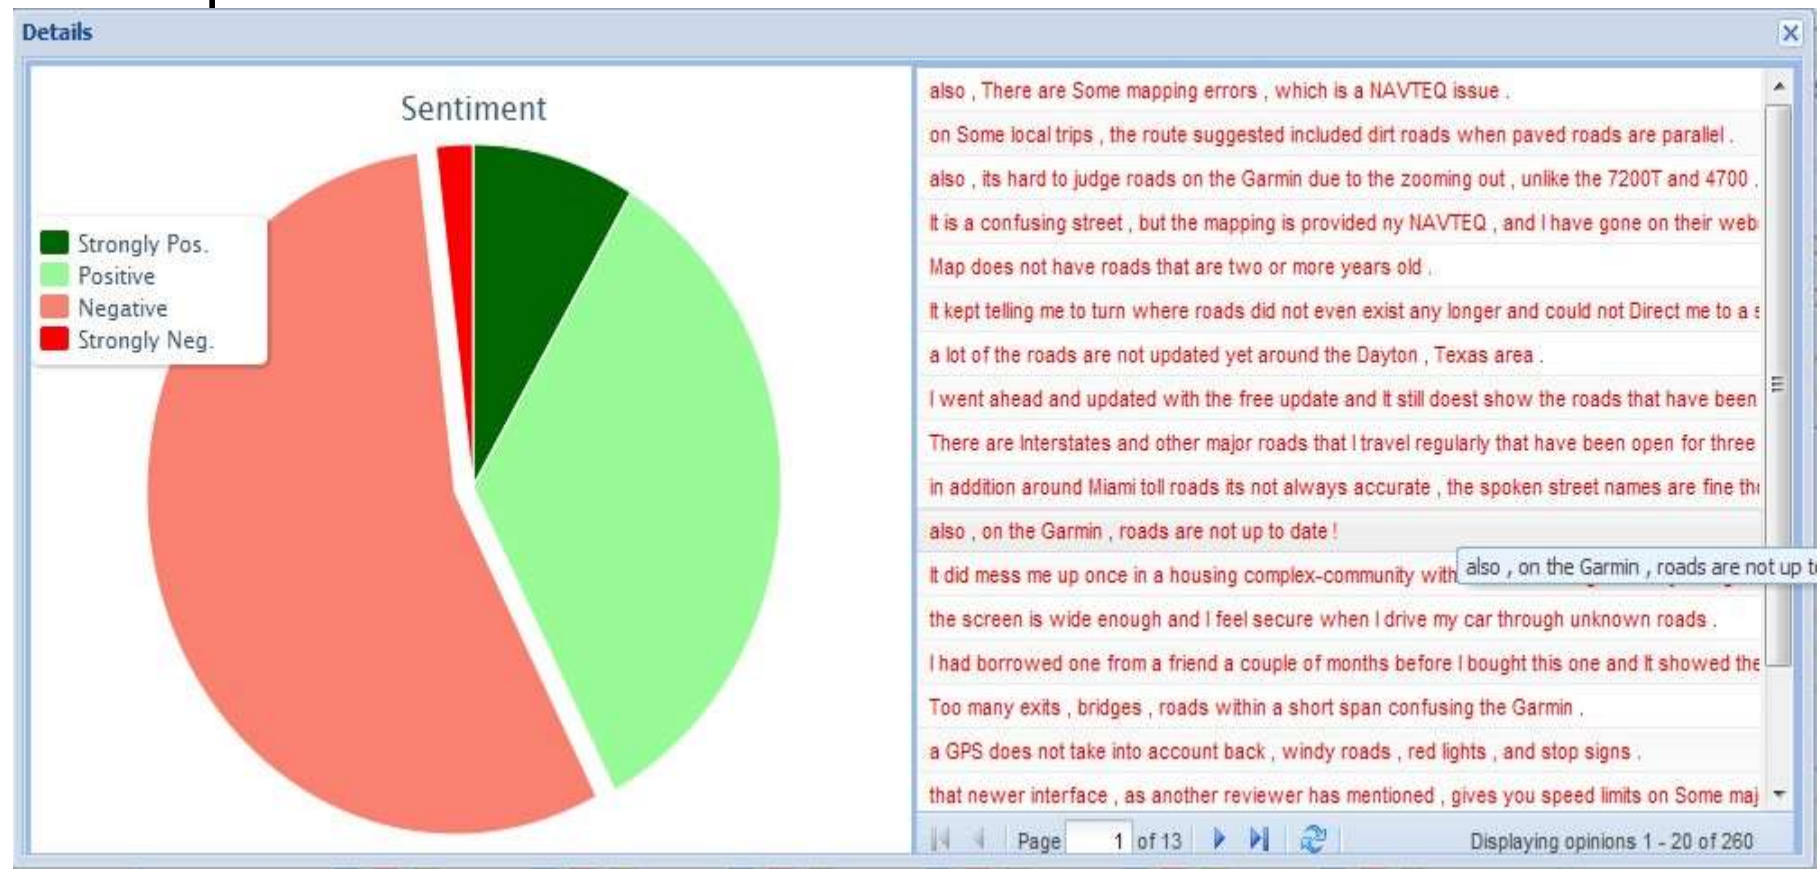 Details
Sentiment
Strongly Pos.
Positive
Negative
Strongly Neg.
also , There are Some mapping errors , which is a NAVTEQ issue .
on Some local trips , the route suggested included dirt roads when paved roads are parallel .
also , its hard to judge roads on the Garmin due to the zooming out , unlike the 7200T and 4700 .
It is a confusing street , but the mapping is provided ny NAVTEQ , and I have gone on their web
Map does not have roads that are two or more years old .
It kept telling me to turn where roads did not even exist any longer and could not Direct me to a s
a lot of the roads are not updated yet around the Dayton , Texas area .
I went ahead and updated with the free update and It still doest show the roads that have been
There are Interstates and other major roads that I travel regularly that have been open for three
in addition around Miami toll roads its not always accurate , the spoken street names are fine tho
also , on the Garmin , roads are not up to date !
also , on the Garmin , roads are not up to
It did mess me up once in a housing complex-community with
the screen is wide enough and I feel secure when I drive my car through unknown roads .
I had borrowed one from a friend a couple of months before I bought this one and It showed the
Too many exits , bridges , roads within a short span confusing the Garmin .
a GPS does not take into account back , windy roads , red lights , and stop signs .
that newer interface , as another reviewer has mentioned , gives you speed limits on Some maj
Page 1 of 13 Displaying opinions 1 - 20 of 260